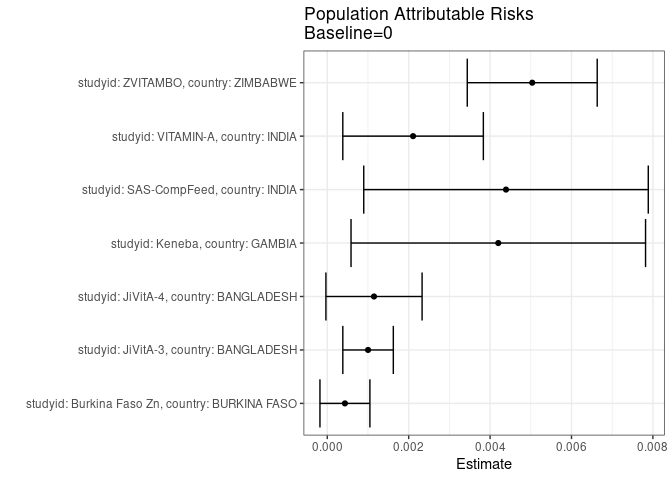 Population Attributable Risks
Baseline=0
studyid: ZVITAMBO, country: ZIMBABWE
studyid: VITAMIN-A, country: INDIA
studyid: SAS-CompFeed, country: INDIA
studyid: Keneba, country: GAMBIA
studyid: JiVitA-4, country: BANGLADESH
studyid: JiVitA-3, country: BANGLADESH
studyid: Burkina Faso Zn, country: BURKINA FASO
0.000 0.002 0.004 0.006 0.008
Estimate